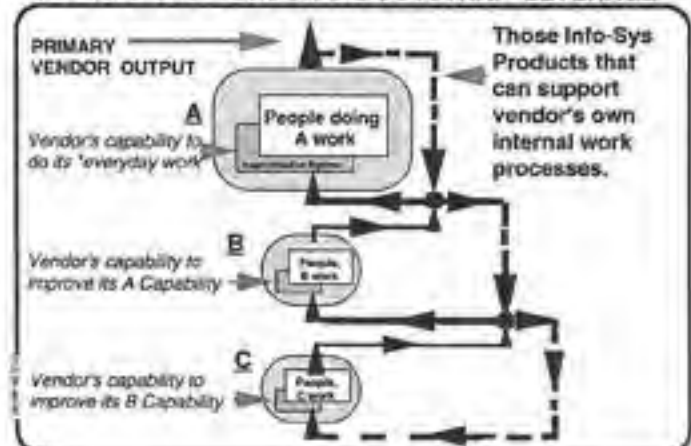 PRIMARY
VENDOR OUTPUT
Those Info-Sys
Products that
can support
vendor's own
internal work
processes.
A
People doing
A work
Vendor's capability to
do its "everyday work
B
People,
B work
Vendor's capability to
improve its A Capability
C
People,
C work
Vendor's capability to
improve its B Capability